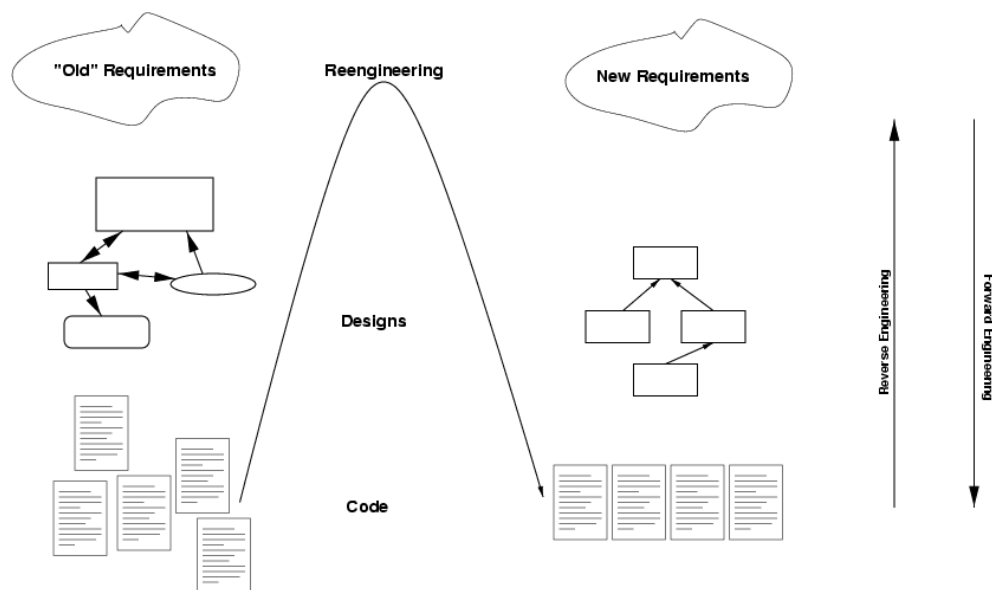 "Old" Requirements
Reengineering
New Requirements
Designs
Reverse Engineering
Forward Engineering
Code